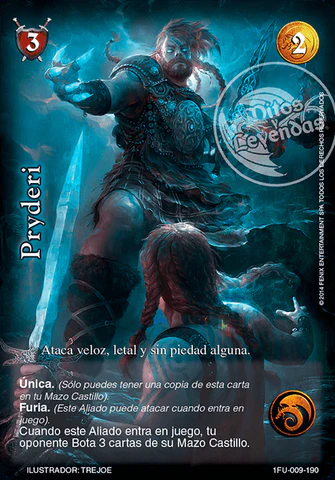 3
2
Mitos y
Leyendas
Pryderi
© 2014 FENIX ENTERTAINMENT SPA. TODOS LOS DERECHOS RESERVADOS
Ataca veloz, letal y sin piedad alguna.
Única. (Sólo puedes tener una copia de esta carta
en tu Mazo Castillo).
Furia. (Este Aliado puede atacar cuando entra en
juego).
Cuando este Aliado entra en juego, tu
oponente Bota 3 cartas de su Mazo Castillo.
ILUSTRADOR: TREJOE
1FU-009-190